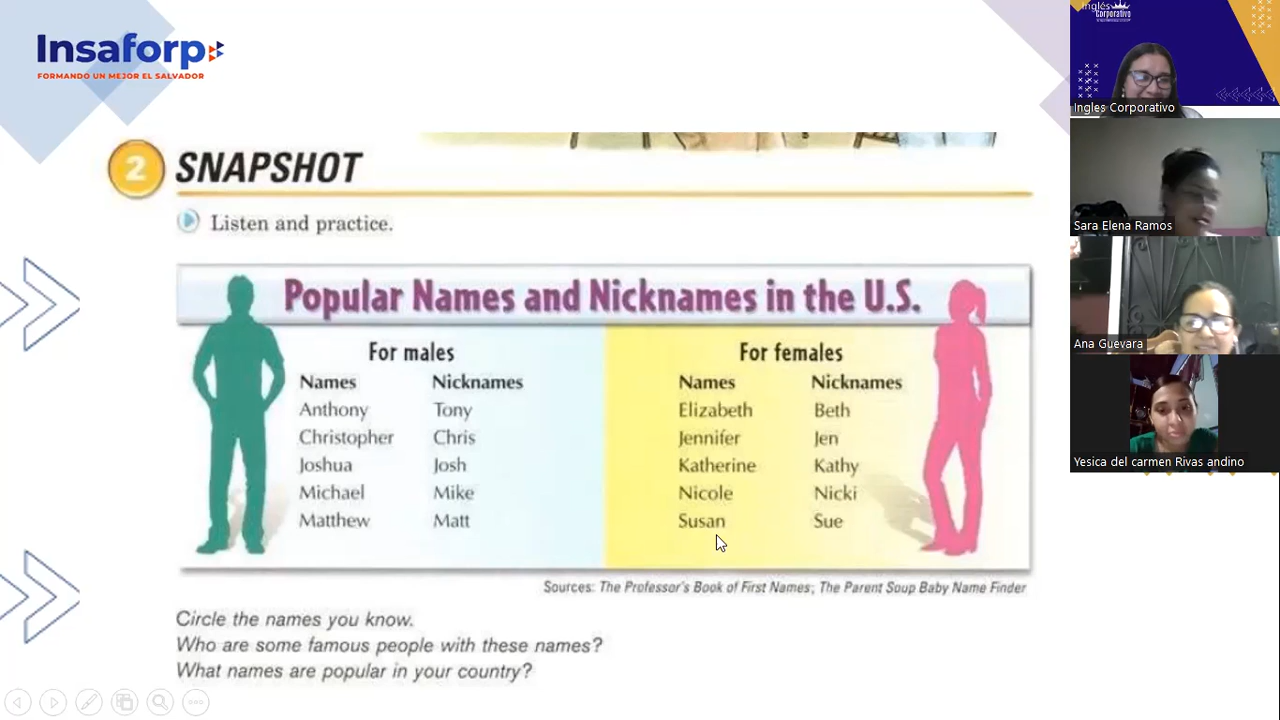 Insaforp
FORMANDO UN MEJOR EL SALVADOR
2 SNAPSHOT
Listen and practice.
Popular Names and Nicknames in the U.S.
For males
Names Nicknames
Anthony Tony
Christopher Chris
Joshua Josh
Michael Mike
Matthew Matt
For females
Names Nicknames
Elizabeth Beth
Jennifer Jen
Katherine Kathy
Nicole Nicki
Susan Sue
Sources: The Professor's Book of First Names; The Parent Soup Baby Name Finder
Circle the names you know.
Who are some famous people with these names?
What names are popular in your country?
Inglés
Corporativo
Ingles Corporativo
Sara Elena Ramos
Ana Guevara
Yesica del carmen Rivas andino